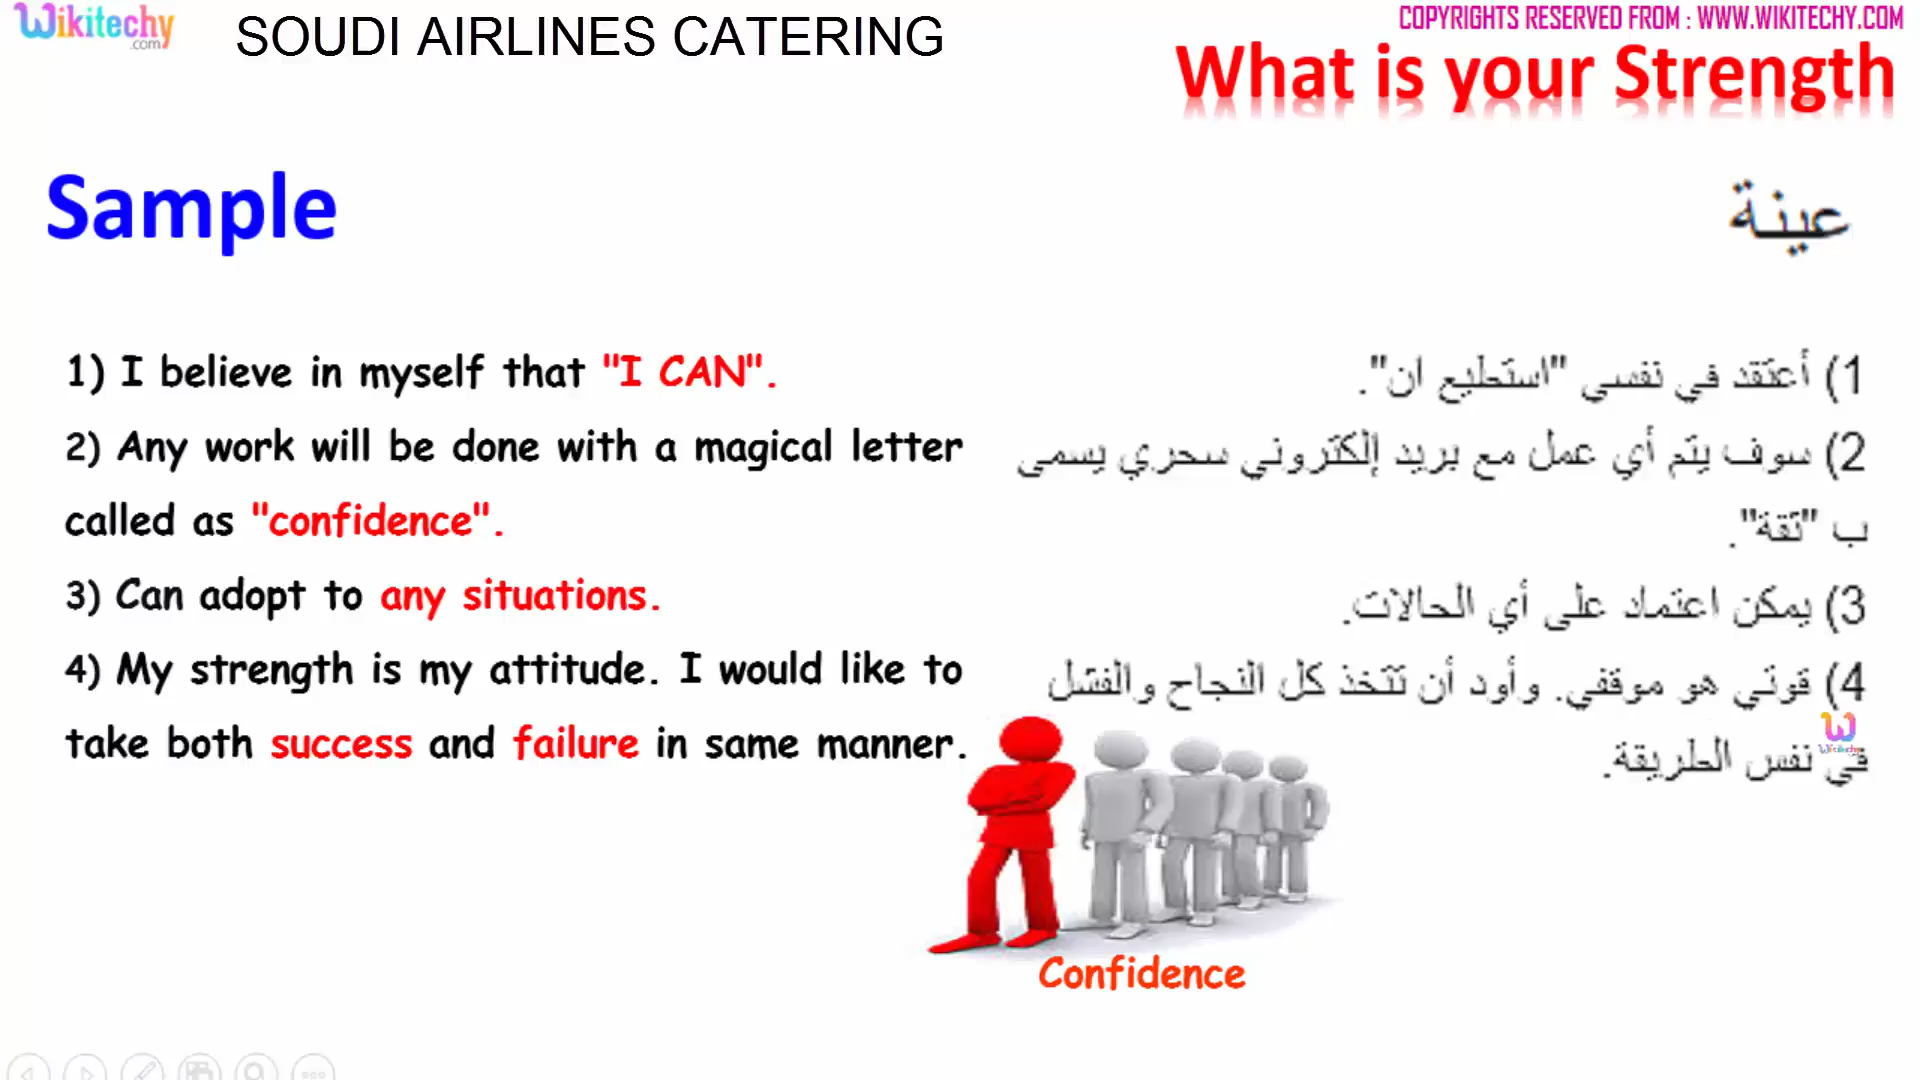 Wikitechy
.com
SOUDI AIRLINES CATERING
COPYRIGHTS RESERVED FROM : WWW.WIKITECHY.COM
What is your Strength
Sample
عينة
1) I believe in myself that "I CAN".
2) Any work will be done with a magical letter
called as "confidence".
3) Can adopt to any situations.
4) My strength is my attitude. I would like to
take both success and failure in same manner.
1) أعتقد في نفسي "استطيع ان".
2) سوف يتم أي عمل مع بريد إلكتروني سحري يسمى
ب "ثقة".
3) يمكن اعتماد على أي الحالات.
4) قوتي هو موقفي. وأود أن تتخذ كل النجاح والفشل
في نفس الطريقة.
W
Wikitechy
Confidence